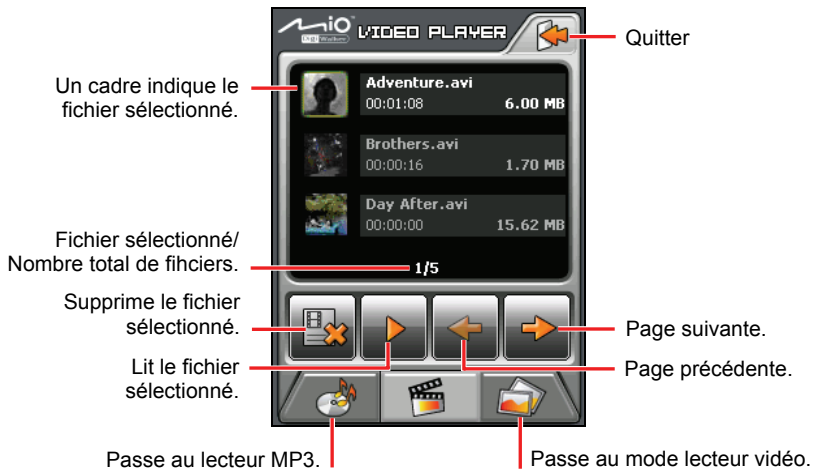 Mio
DigiWalker
VIDEO PLAYER
Quitter
Un cadre indique le
fichier sélectionné.
Adventure.avi
00:01:08 6.00 MB
Brothers.avi
00:00:16 1.70 MB
Day After.avi
00:00:00 15.62 MB
Fichier sélectionné/
Nombre total de fihciers.
1/5
Supprime le fichier
sélectionné.
Page suivante.
Lit le fichier
sélectionné.
Page précédente.
Passe au lecteur MP3.
Passe au mode lecteur vidéo.